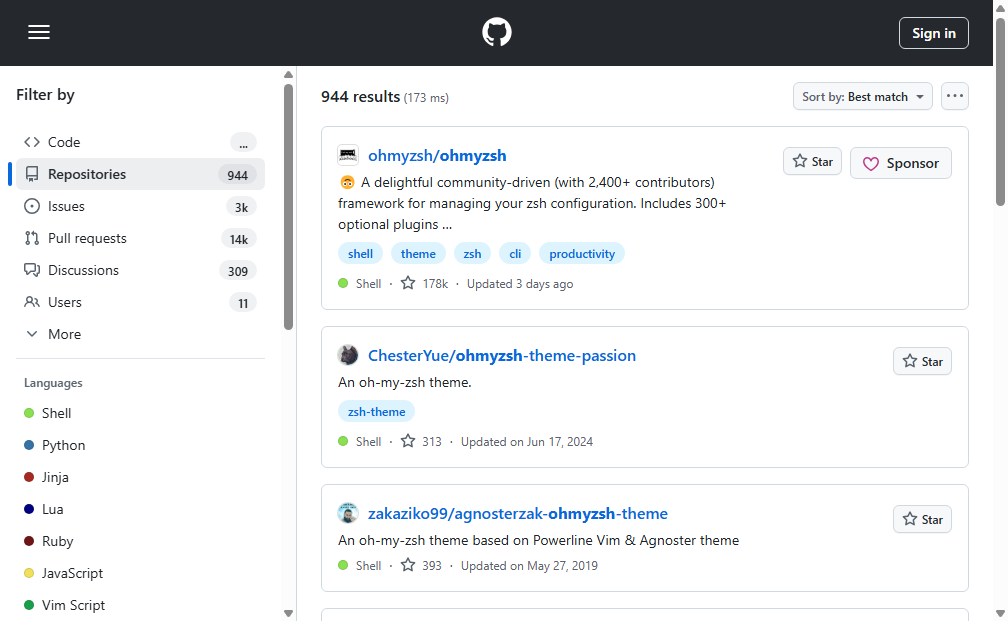 Sign in
Filter by
Code
...
Repositories
944
Issues
3k
Pull requests
14k
Discussions
309
Users
11
More
Languages
Shell
Python
Jinja
Lua
Ruby
JavaScript
Vim Script
944 results (173 ms)
Sort by: Best match
ohmyzsh/ohmyzsh
Star
Sponsor
🙃 A delightful community-driven (with 2,400+ contributors)
framework for managing your zsh configuration. Includes 300+
optional plugins ...
shell theme zsh cli productivity
Shell · 178k · Updated 3 days ago
ChesterYue/ohmyzsh-theme-passion
Star
An oh-my-zsh theme.
zsh-theme
Shell · 313 · Updated on Jun 17, 2024
zakaziko99/agnosterzak-ohmyzsh-theme
Star
An oh-my-zsh theme based on Powerline Vim & Agnoster theme
Shell · 393 · Updated on May 27, 2019